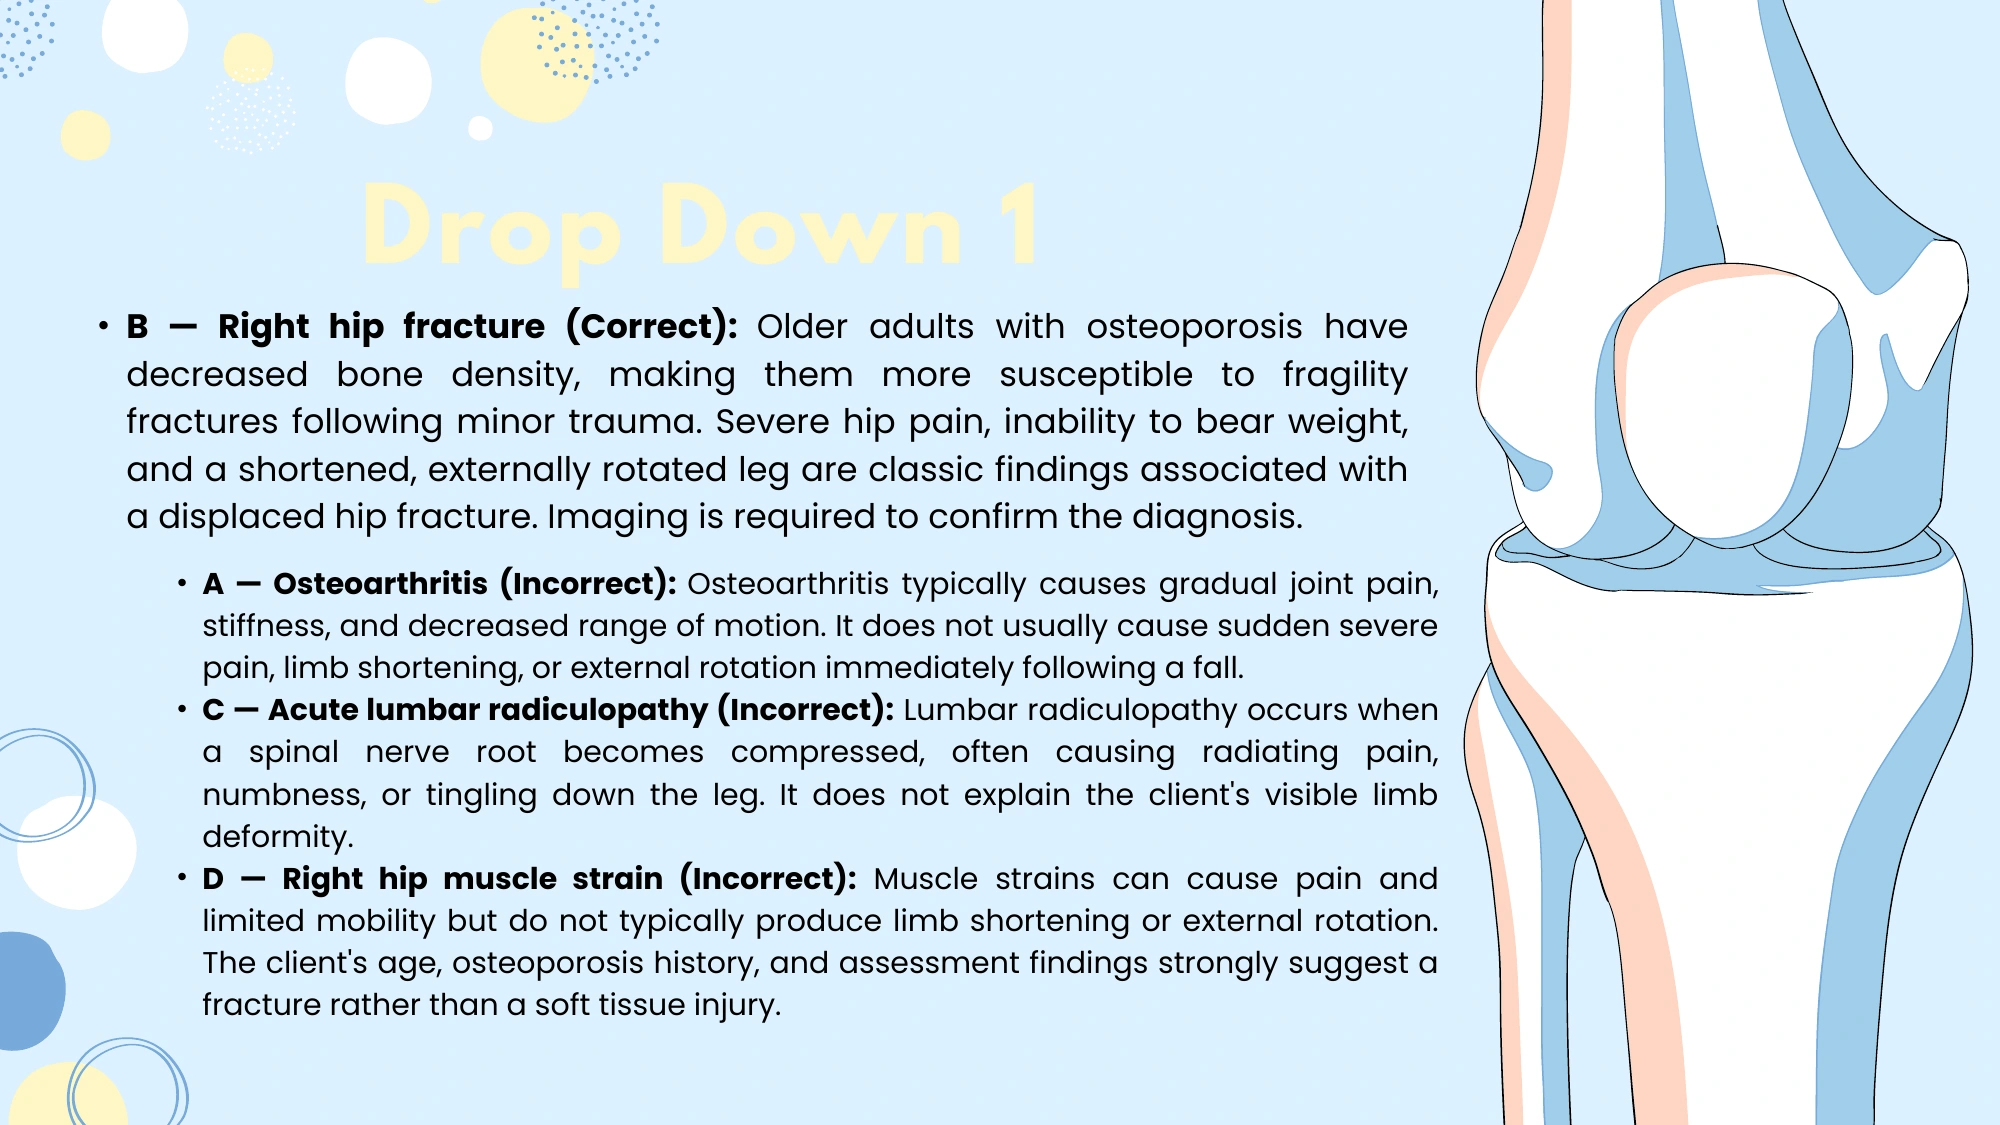 Drop Down 1
• B — Right hip fracture (Correct): Older adults with osteoporosis have
decreased bone density, making them more susceptible to fragility
fractures following minor trauma. Severe hip pain, inability to bear weight,
and a shortened, externally rotated leg are classic findings associated with
a displaced hip fracture. Imaging is required to confirm the diagnosis.
• A — Osteoarthritis (Incorrect): Osteoarthritis typically causes gradual joint pain,
stiffness, and decreased range of motion. It does not usually cause sudden severe
pain, limb shortening, or external rotation immediately following a fall.
• C — Acute lumbar radiculopathy (Incorrect): Lumbar radiculopathy occurs when
a spinal nerve root becomes compressed, often causing radiating pain,
numbness, or tingling down the leg. It does not explain the client's visible limb
deformity.
• D — Right hip muscle strain (Incorrect): Muscle strains can cause pain and
limited mobility but do not typically produce limb shortening or external rotation.
The client's age, osteoporosis history, and assessment findings strongly suggest a
fracture rather than a soft tissue injury.